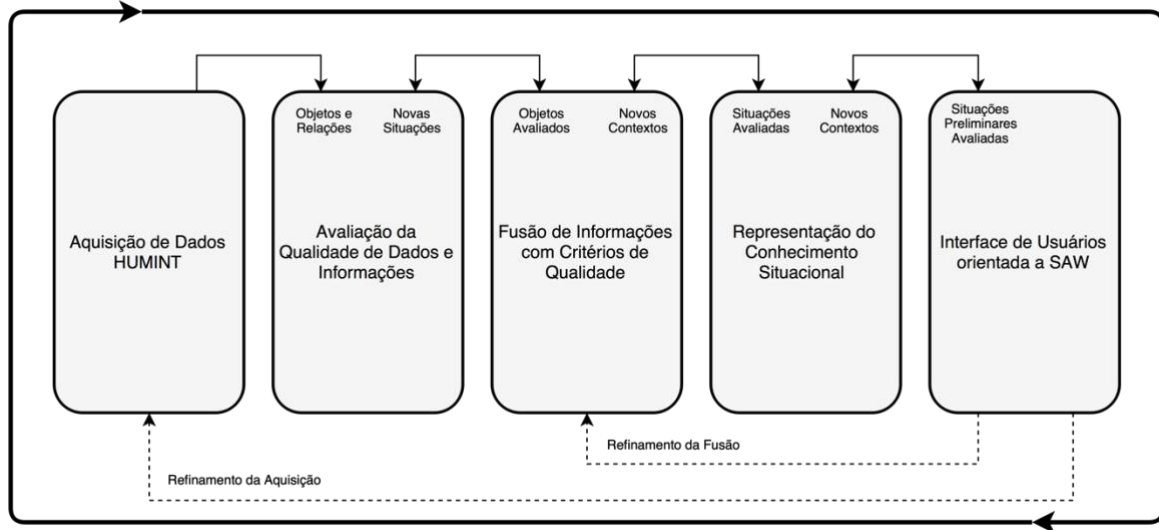 Objetos e
Relações
Novas
Situações
Objetos
Avaliados
Novos
Contextos
Situações
Avaliadas
Novos
Contextos
Situações
Preliminares
Avaliadas
Aquisição de Dados
HUMINT
Avaliação da
Qualidade de Dados e
Informações
Fusão de Informações
com Critérios de
Qualidade
Representação do
Conhecimento
Situacional
Interface de Usuários
orientada a SAW
Refinamento da Fusão
Refinamento da Aquisição